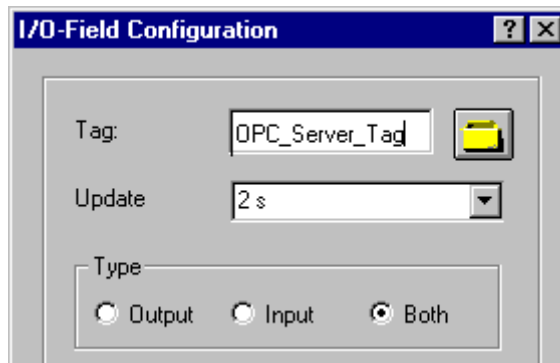 I/O-Field Configuration
Tag: OPC_Server_Tag
Update 2 s
Type
Output Input Both